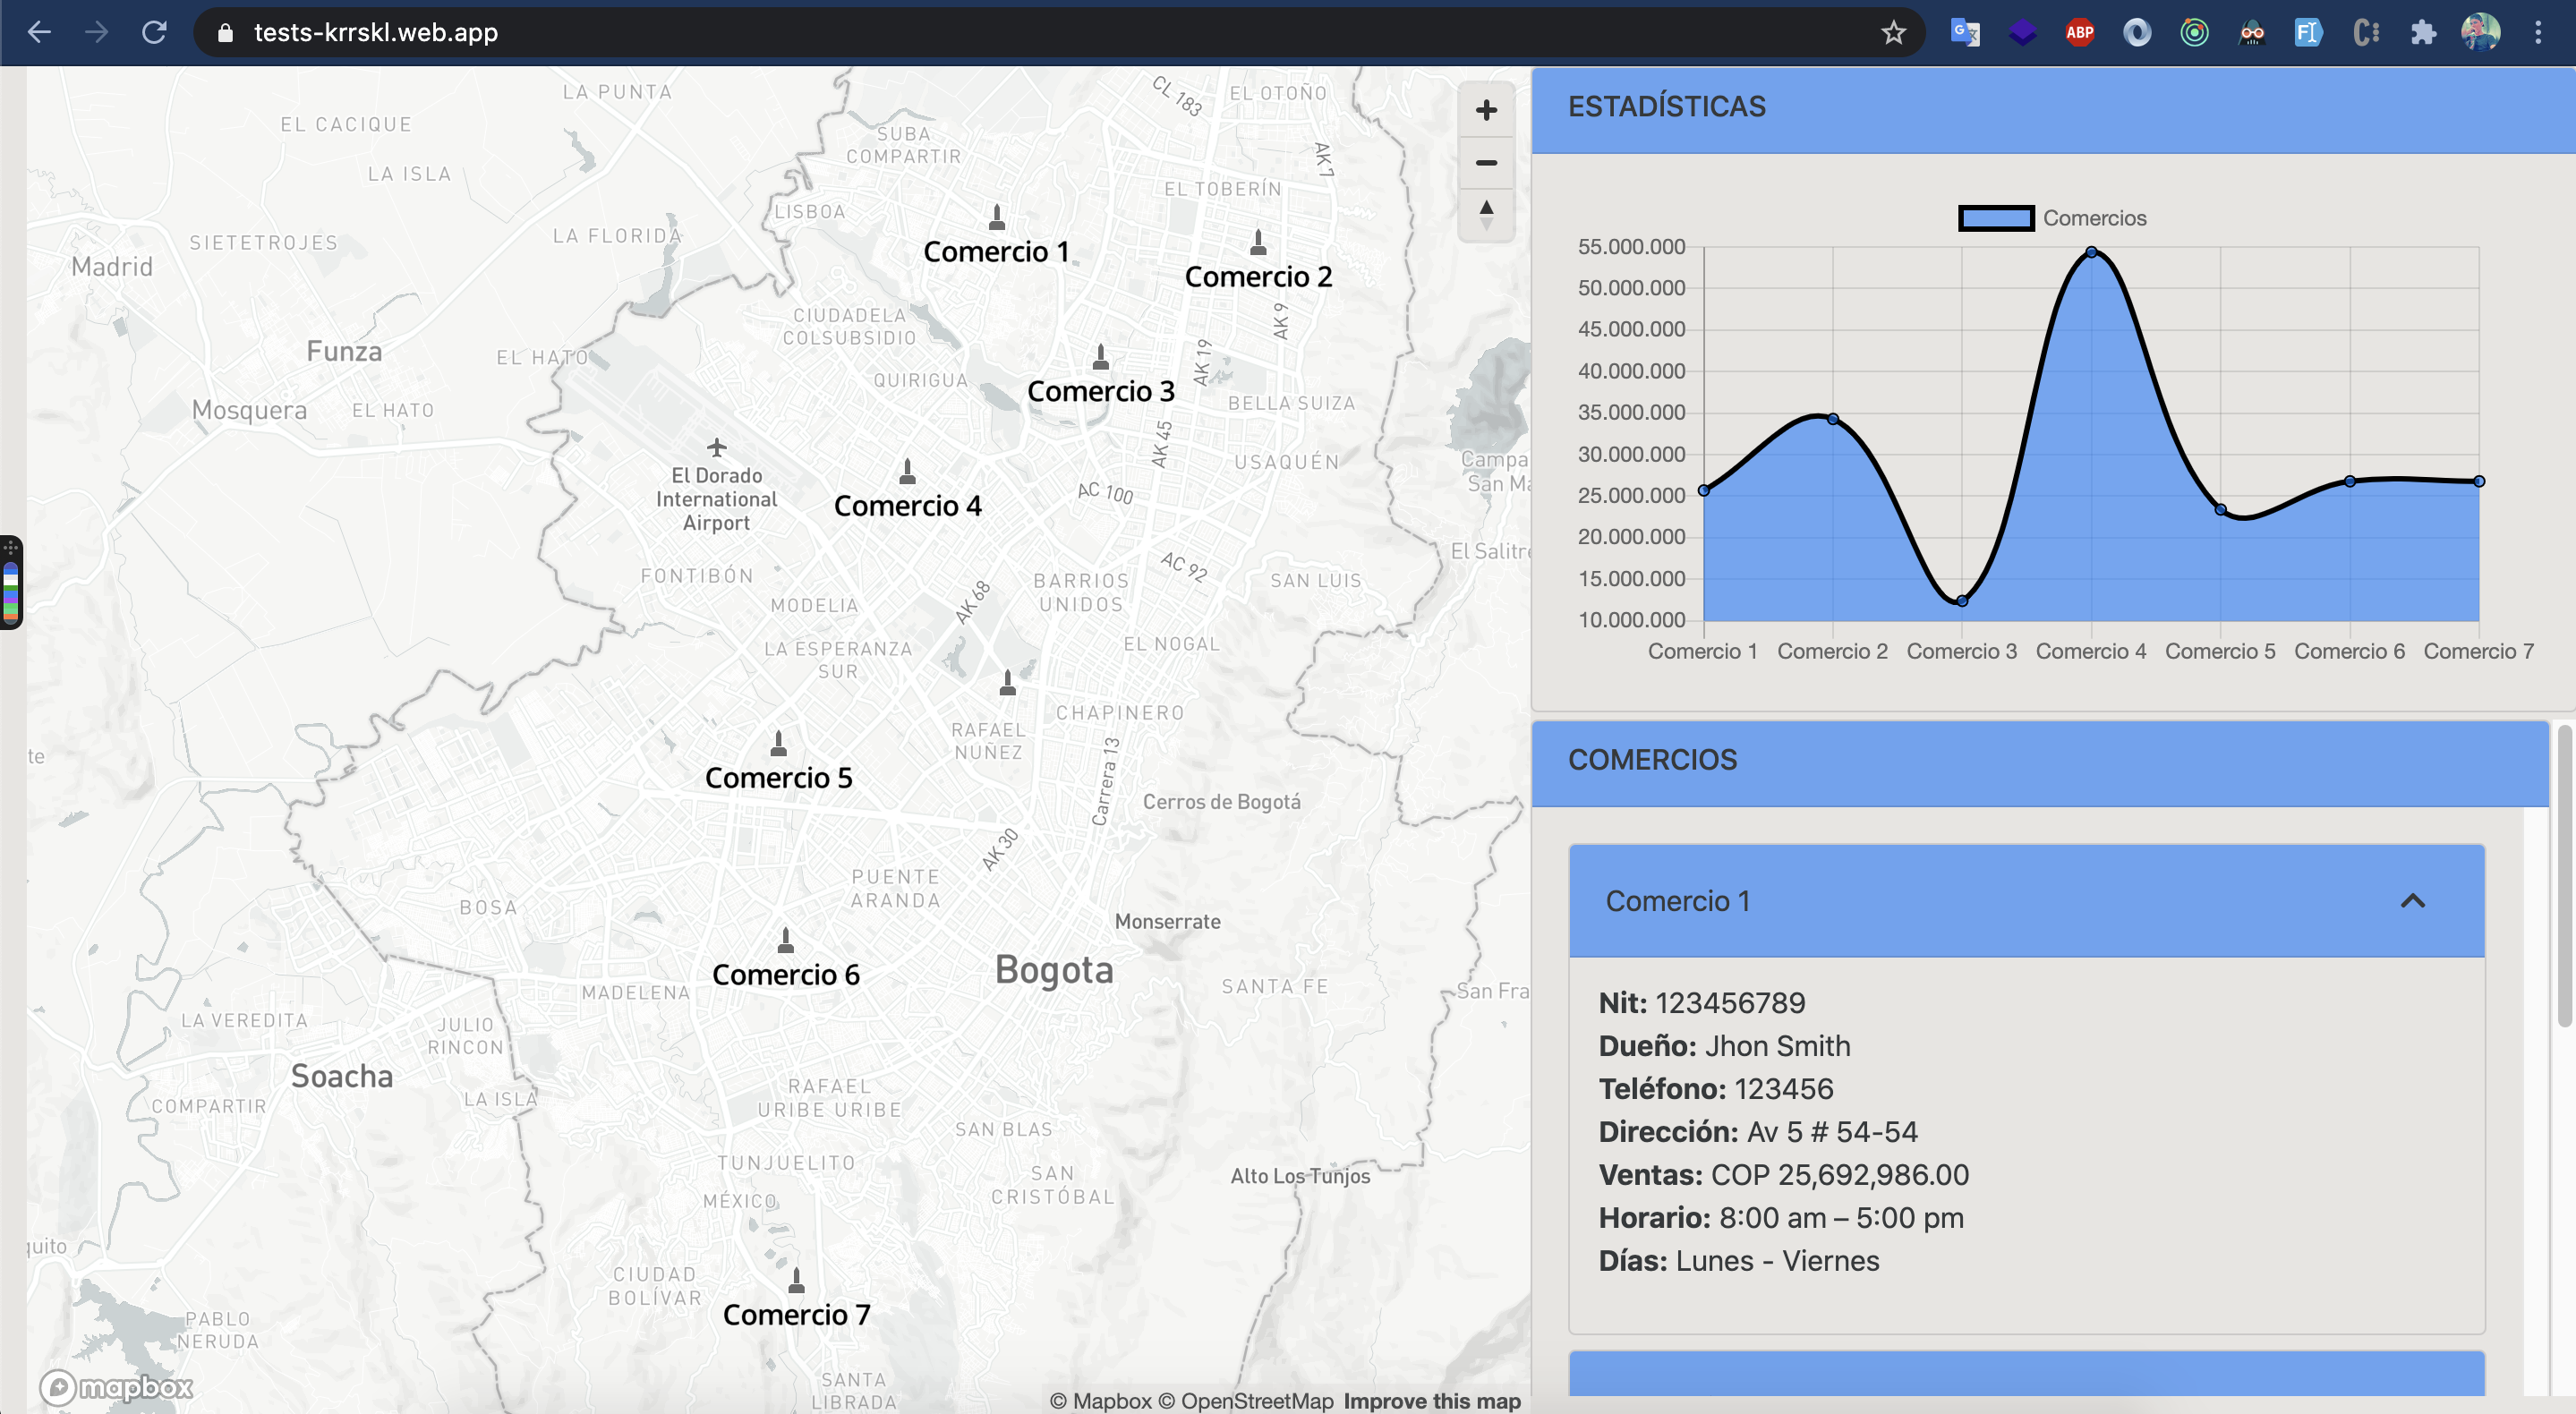 tests-krrskl.web.app
ABP
LA PUNTA
EL CACIQUE
LA ISLA
SIETETROJES
LA FLORIDA
Madrid
Funza
EL HATO
Mosquera
EL HATO
CL 183
EL OTOÑO
SUBA
COMPARTIR
AK 7
EL TOBERÍN
LISBOA
Comercio 1
Comercio 2
CIUDADELA
COLSUBSIDIO
AK 9
AK 19
QUIRIGUA
Comercio 3
BELLA SUIZA
AK 45
USAQUÉN
El Dorado
International
Airport
Comercio 4
AC 100
Campa
San Ma
El Salitre
AC 92
FONTIBÓN
MODELIA
AK 68
BARRIOS
UNIDOS
SAN LUIS
LA ESPERANZA
SUR
EL NOGAL
CHAPINERO
RAFAEL
NUÑEZ
Comercio 5
Carrera 13
Cerros de Bogotá
AK 30
PUENTE
ARANDA
BOSA
Monserrate
Comercio 6
Bogota
MADELENA
SANTA FE
San Fra
LA VEREDITA
JULIO
RINCON
Soacha
COMPARTIR
LA ISLA
RAFAEL
URIBE URIBE
SAN BLAS
TUNJUELITO
SAN
CRISTÓBAL
Alto Los Tunjos
MÉXICO
CIUDAD
BOLÍVAR
Comercio 7
PABLO
NERUDA
SANTA
LIBRADA
te
quito
mapbox
© Mapbox © OpenStreetMap Improve this map
ESTADÍSTICAS
Comercios
55.000.000
50.000.000
45.000.000
40.000.000
35.000.000
30.000.000
25.000.000
20.000.000
15.000.000
10.000.000
Comercio 1 Comercio 2 Comercio 3 Comercio 4 Comercio 5 Comercio 6 Comercio 7
COMERCIOS
Comercio 1
Nit: 123456789
Dueño: Jhon Smith
Teléfono: 123456
Dirección: Av 5 # 54-54
Ventas: COP 25,692,986.00
Horario: 8:00 am – 5:00 pm
Días: Lunes - Viernes